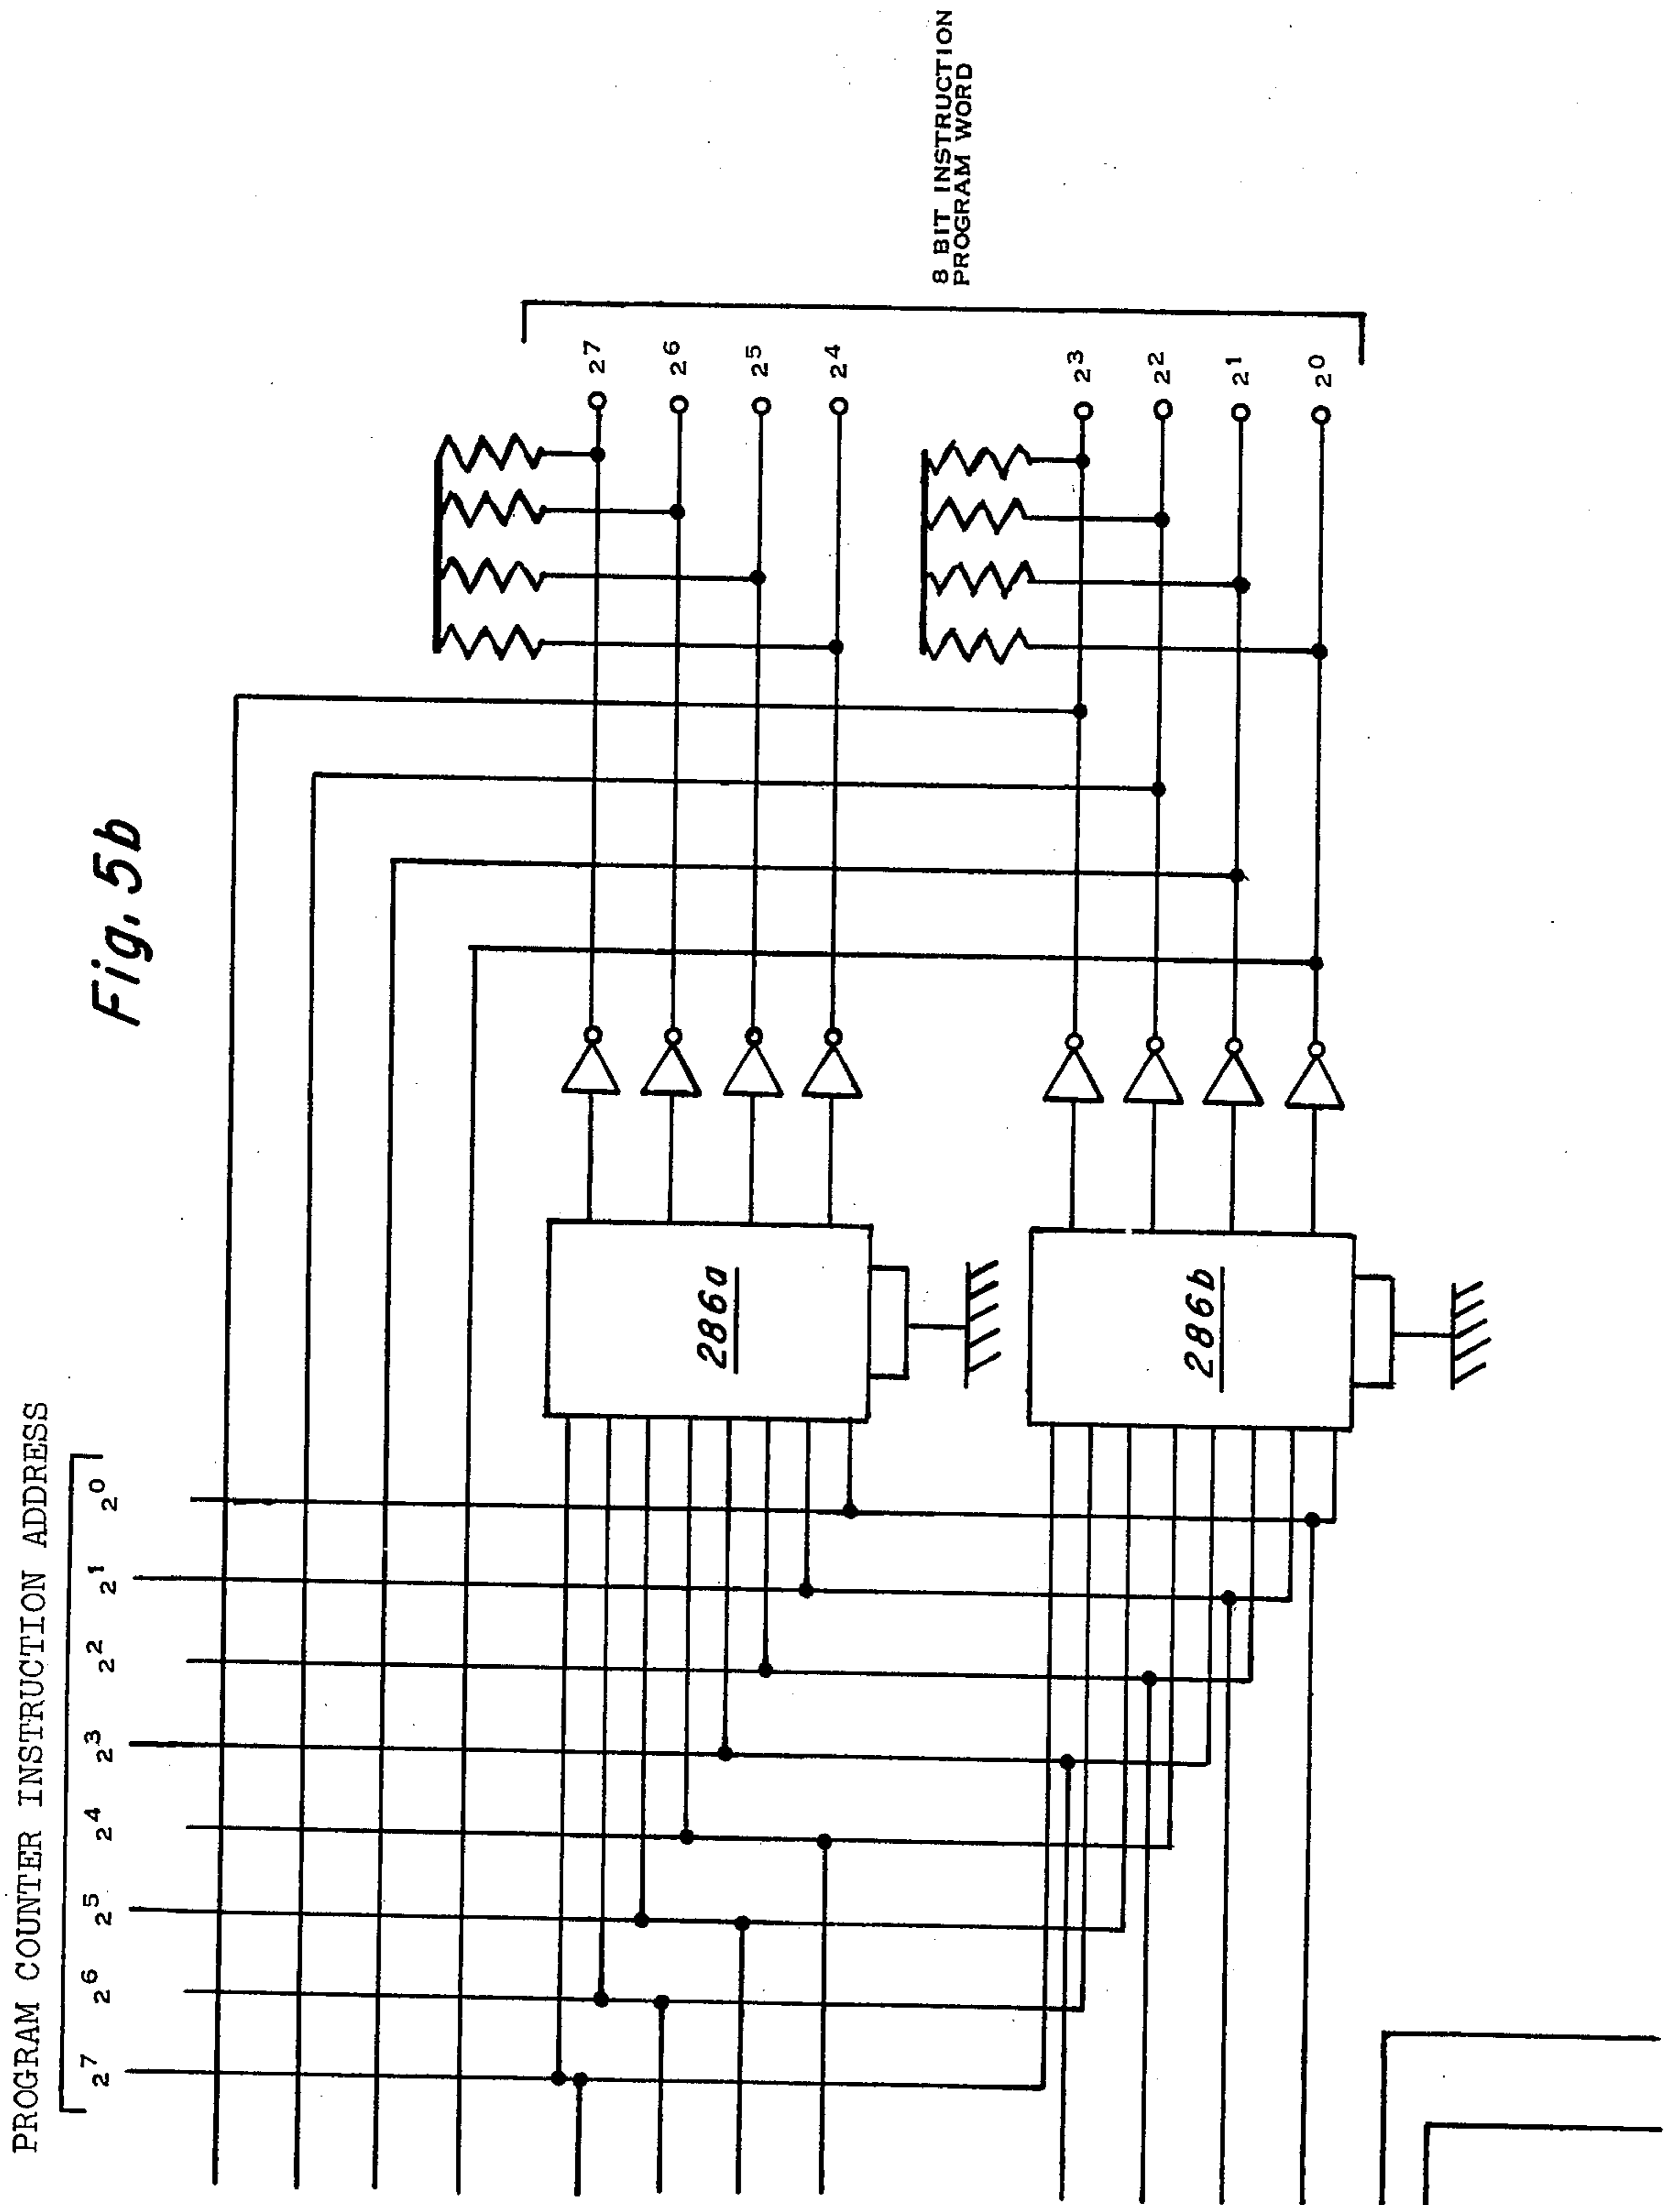 Fig. 5b
PROGRAM COUNTER INSTRUCTION ADDRESS
2⁷ 2⁶ 2⁵ 2⁴ 2³ 2² 2¹ 2⁰
286a
286b
2⁷
2⁶
2⁵
2⁴
2³
2²
2¹
2⁰
8 BIT INSTRUCTION
PROGRAM WORD